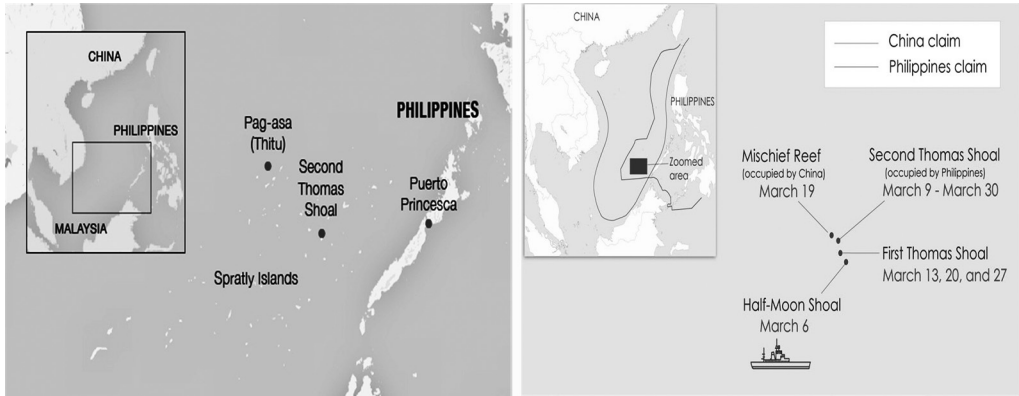 CHINA
PHILIPPINES
MALAYSIA
PHILIPPINES
Pag-asa
(Thitu)
Second
Thomas
Shoal
Puerto
Princesca
Spratly Islands
CHINA
PHILIPPINES
Zoomed
area
China claim
Philippines claim
Mischief Reef
(occupied by China)
March 19
Second Thomas Shoal
(occupied by Philippines)
March 9 - March 30
First Thomas Shoal
March 13, 20, and 27
Half-Moon Shoal
March 6